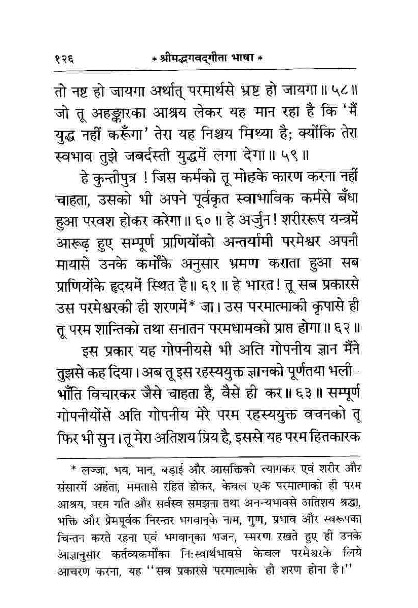 १२६ * श्रीमद्भगवद्गीता भाषा *
तो नष्ट हो जायगा अर्थात् परमार्थसे भ्रष्ट हो जायगा॥ ५८॥
जो तू अहङ्कारका आश्रय लेकर यह मान रहा है कि 'मैं
युद्ध नहीं करूँगा' तेरा यह निश्चय मिथ्या है; क्योंकि तेरा
स्वभाव तुझे जबर्दस्ती युद्धमें लगा देगा॥ ५९॥
हे कुन्तीपुत्र ! जिस कर्मको तू मोहके कारण करना नहीं
चाहता, उसको भी अपने पूर्वकृत स्वाभाविक कर्मसे बँधा
हुआ परवश होकर करेगा॥ ६०॥ हे अर्जुन! शरीररूप यन्त्रमें
आरूढ़ हुए सम्पूर्ण प्राणियोंको अन्तर्यामी परमेश्वर अपनी
मायासे उनके कर्मोंके अनुसार भ्रमण कराता हुआ सब
प्राणियोंके हृदयमें स्थित है॥ ६१॥ हे भारत! तू सब प्रकारसे
उस परमेश्वरकी ही शरणमें* जा। उस परमात्माकी कृपासे ही
तू परम शान्तिको तथा सनातन परमधामको प्राप्त होगा॥ ६२॥
इस प्रकार यह गोपनीयसे भी अति गोपनीय ज्ञान मैंने
तुझसे कह दिया। अब तू इस रहस्ययुक्त ज्ञानको पूर्णतया भली-
भाँति विचारकर जैसे चाहता है, वैसे ही कर॥ ६३॥ सम्पूर्ण
गोपनीयोंसे अति गोपनीय मेरे परम रहस्ययुक्त वचनको तू
फिर भी सुन। तू मेरा अतिशय प्रिय है, इससे यह परम हितकारक
* लज्जा, भय, मान, बड़ाई और आसक्तिको त्यागकर एवं शरीर और
संसारमें अहंता, ममतासे रहित होकर, केवल एक परमात्माको ही परम
आश्रय, परम गति और सर्वस्व समझना तथा अनन्यभावसे अतिशय श्रद्धा,
भक्ति और प्रेमपूर्वक निरन्तर भगवान्‌के नाम, गुण, प्रभाव और स्वरूपका
चिन्तन करते रहना एवं भगवान्‌का भजन, स्मरण रखते हुए ही उनके
आज्ञानुसार कर्तव्यकर्मोंका निःस्वार्थभावसे केवल परमेश्वरके लिये
आचरण करना, यह "सब प्रकारसे परमात्माके ही शरण होना है।"